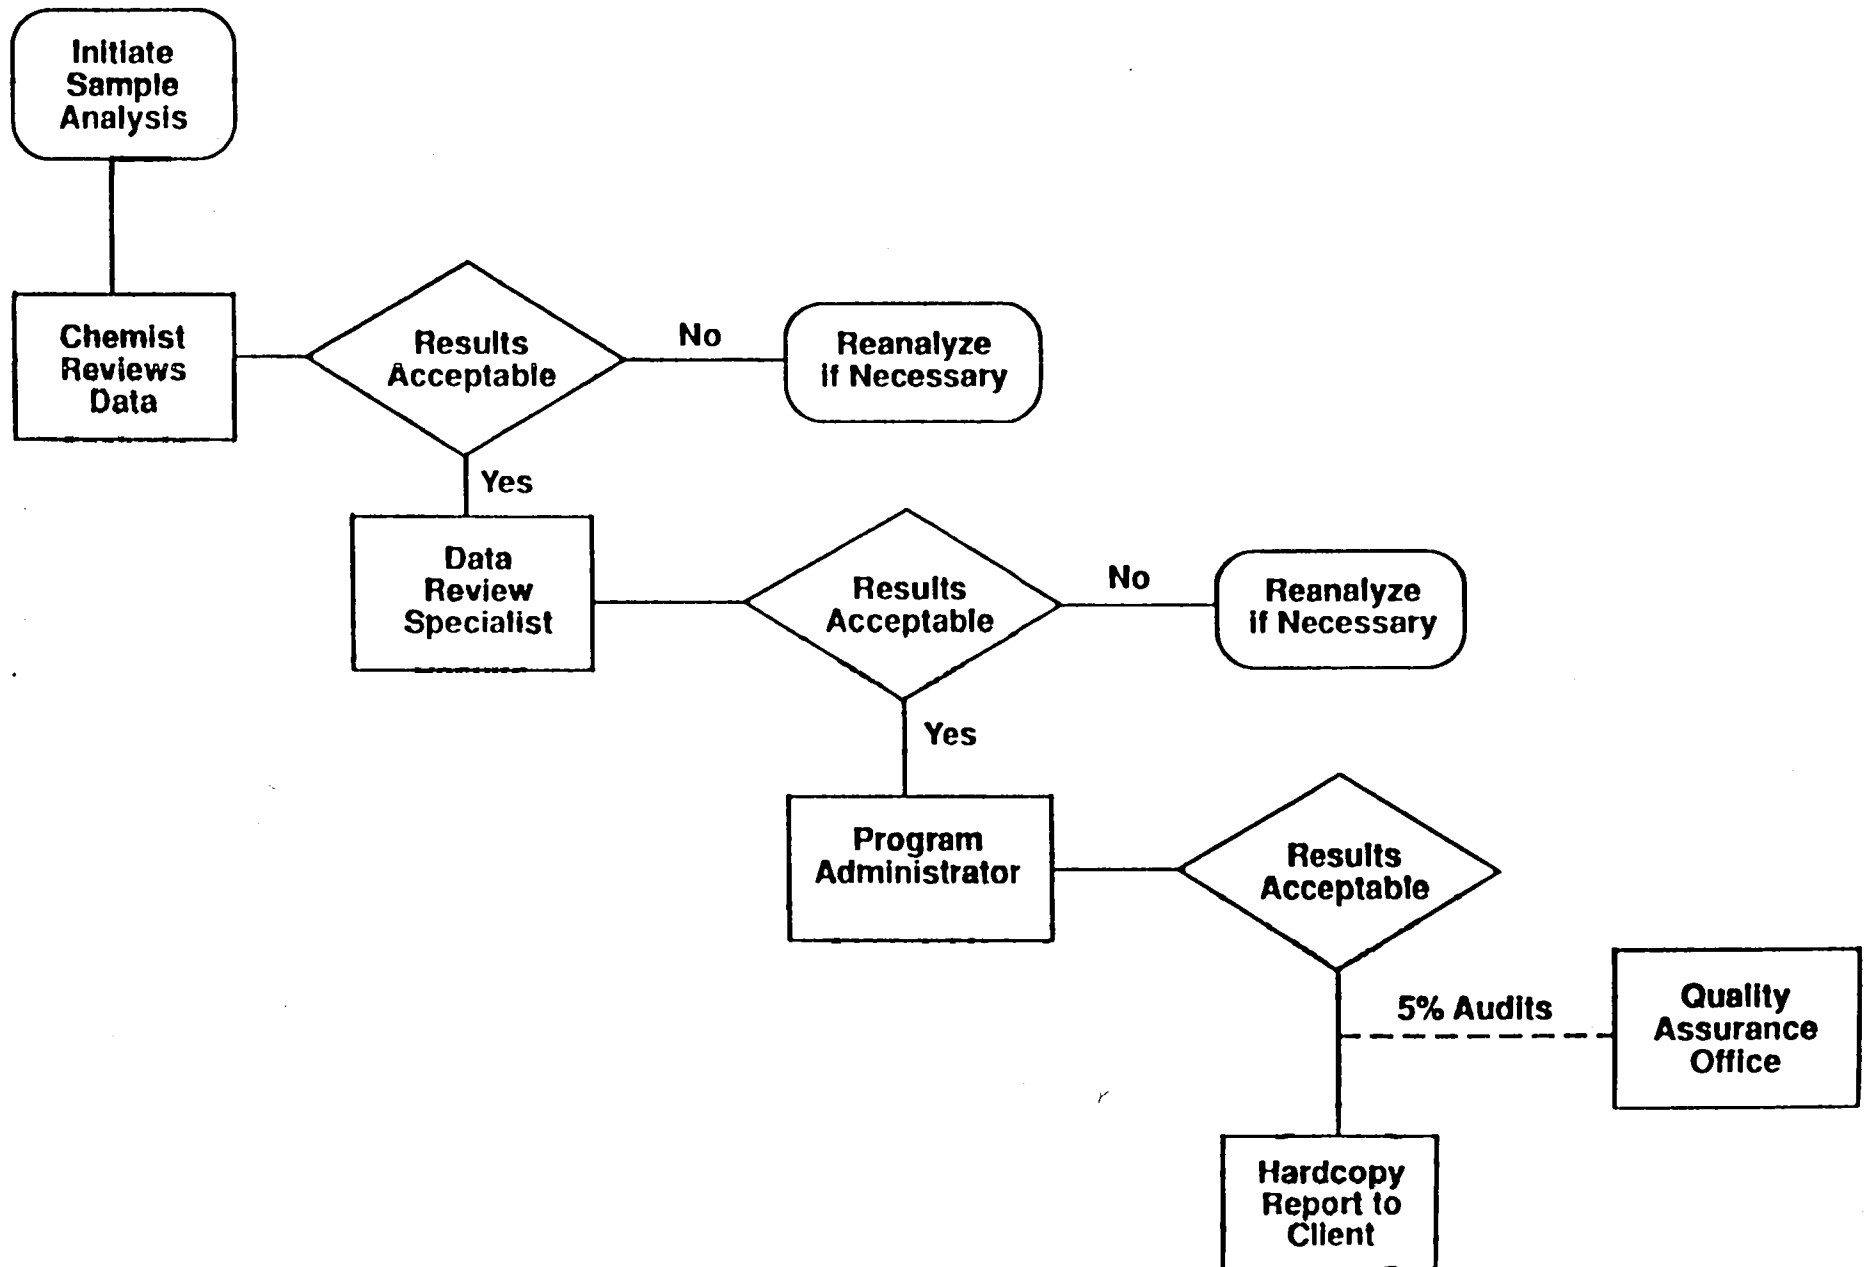 Initiate
Sample
Analysis
Chemist
Reviews
Data
Results
Acceptable
No
Reanalyze
if Necessary
Yes
Data
Review
Specialist
Results
Acceptable
No
Reanalyze
if Necessary
Yes
Program
Administrator
Results
Acceptable
5% Audits
Quality
Assurance
Office
Hardcopy
Report to
Client